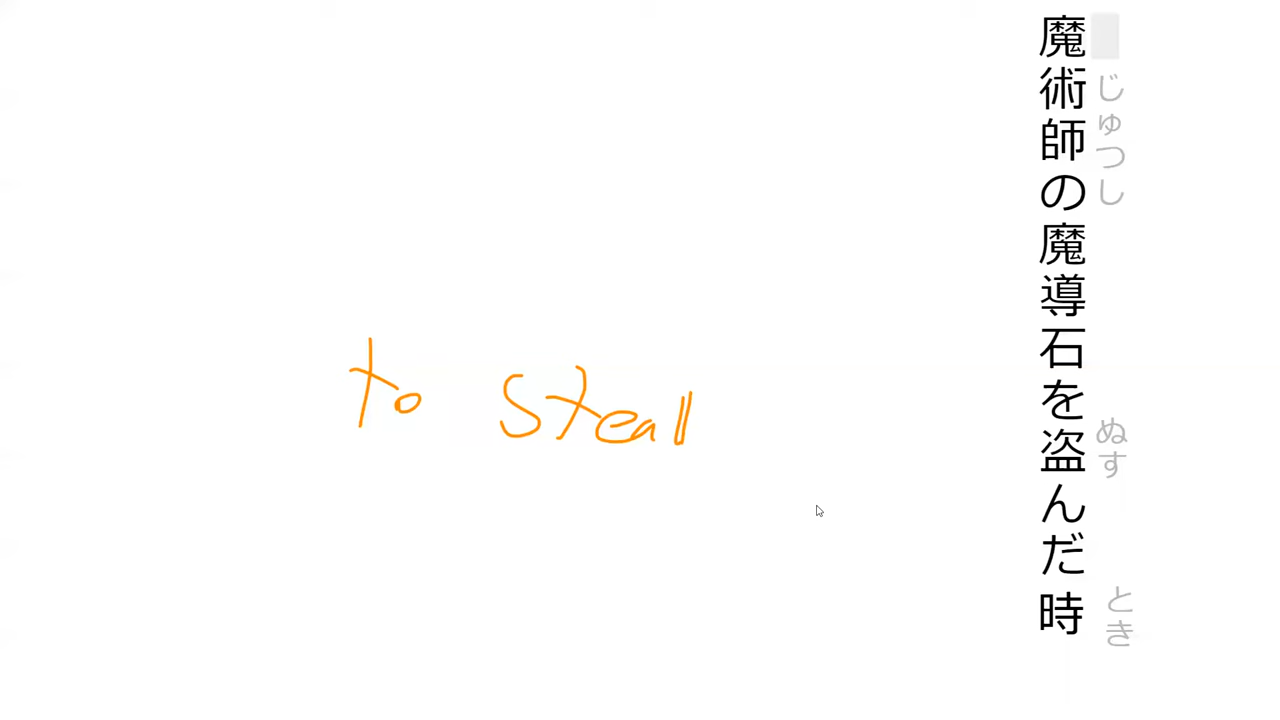 魔術師の魔導石を盗んだ時
じゅつし
ぬす
とき
to steal